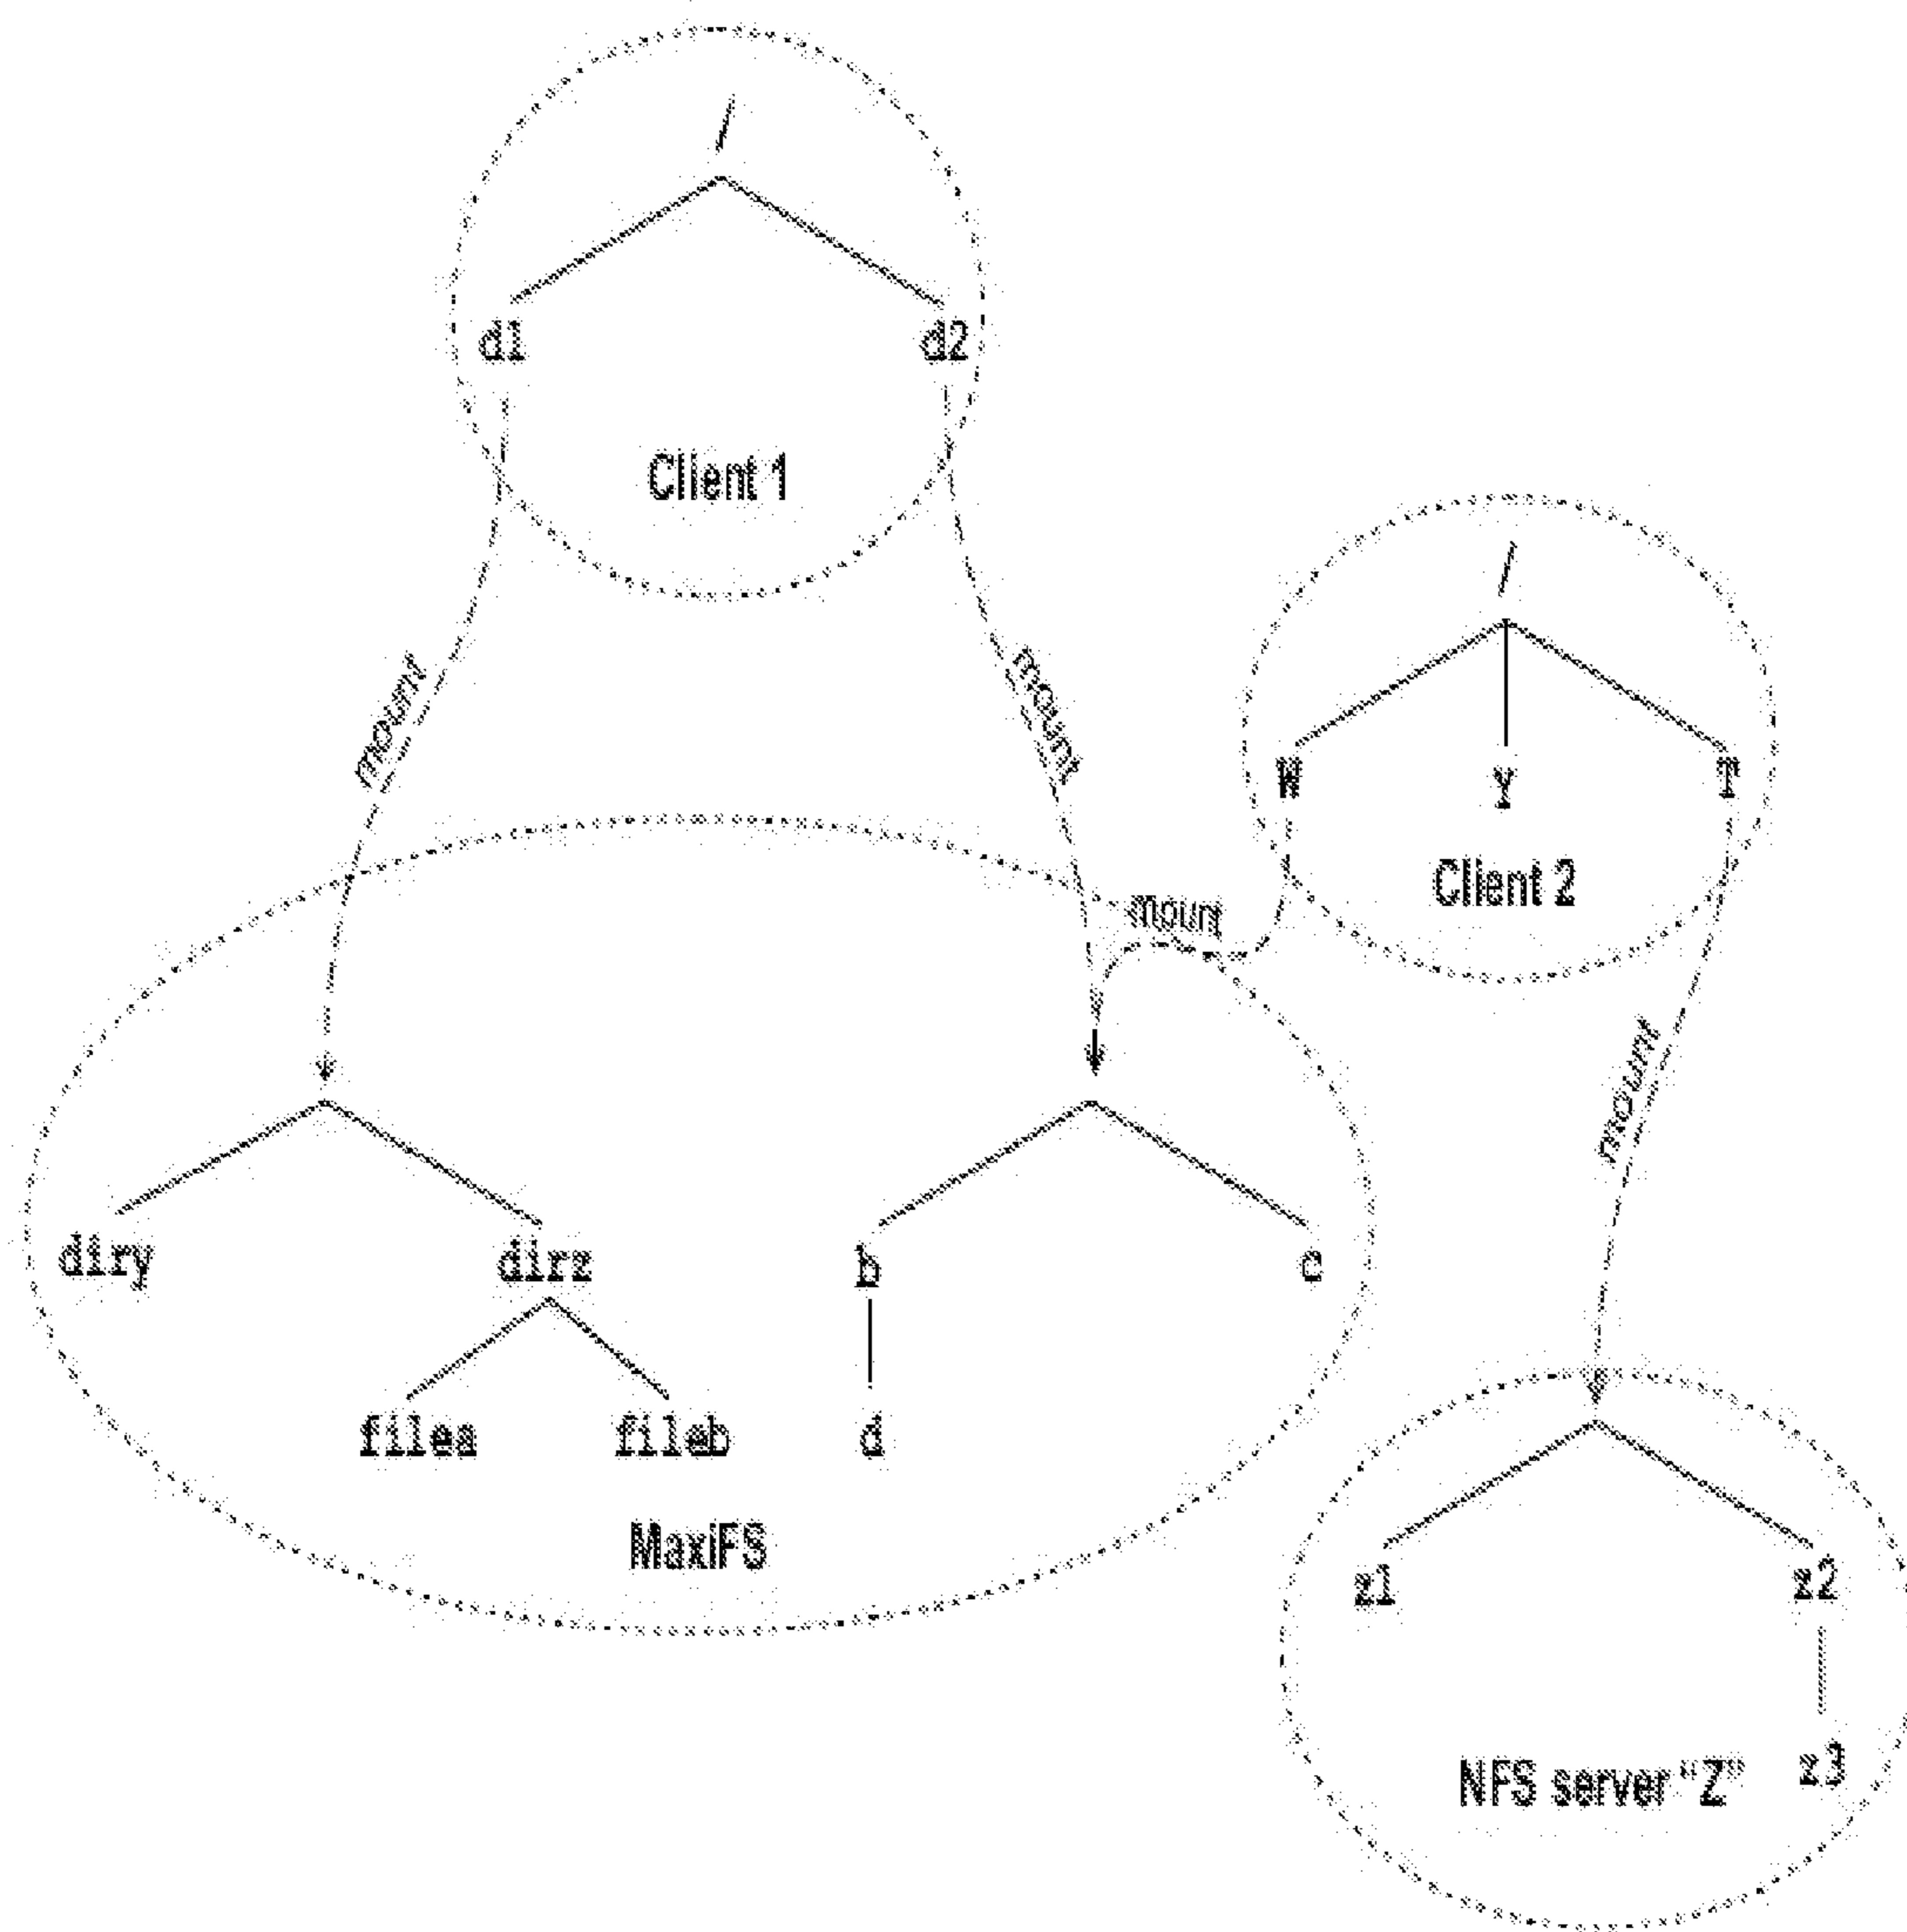 /
d1
d2
Client 1
mount
mount
/
W
Y
T
Client 2
mount
mount
diry
dirz
b
c
filea
fileb
d
MaxiFS
z1
z2
z3
NFS server "Z"